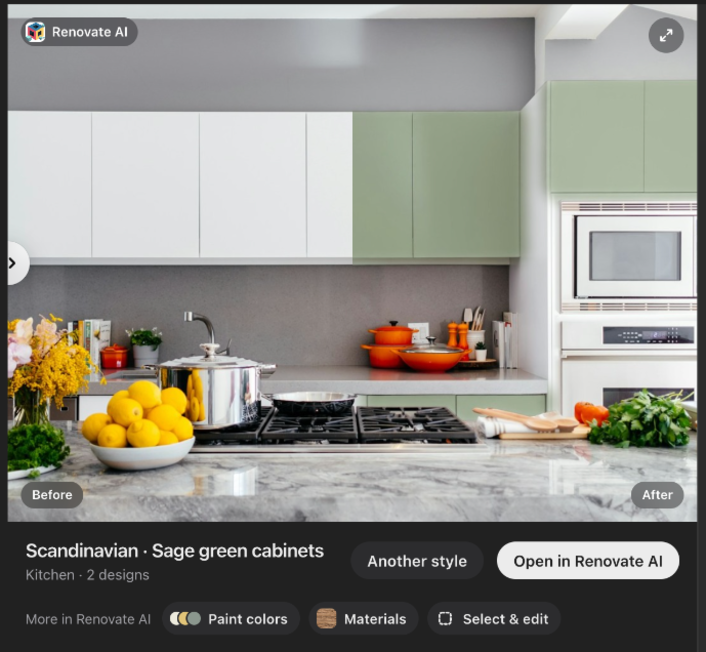 Renovate AI
Before
After
Scandinavian · Sage green cabinets
Kitchen · 2 designs
Another style
Open in Renovate AI
More in Renovate AI
Paint colors
Materials
Select & edit